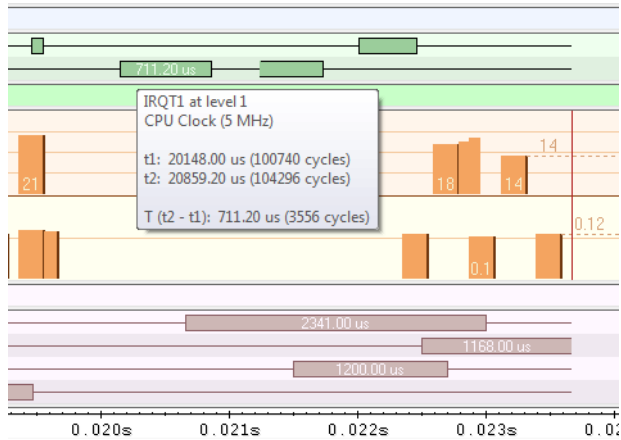 711.20 us
IRQT1 at level 1
CPU Clock (5 MHz)
t1: 20148.00 us (100740 cycles)
t2: 20859.20 us (104296 cycles)
T (t2 - t1): 711.20 us (3556 cycles)
21
18
14
14
0.12
0.1
2341.00 us
1168.00 us
1200.00 us
0.020s 0.021s 0.022s 0.023s 0.02